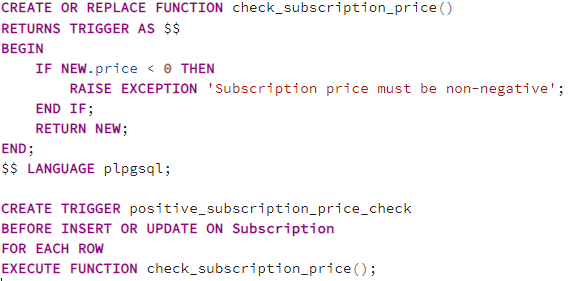 CREATE OR REPLACE FUNCTION check_subscription_price()
RETURNS TRIGGER AS $$
BEGIN
    IF NEW.price < 0 THEN
        RAISE EXCEPTION 'Subscription price must be non-negative';
    END IF;
    RETURN NEW;
END;
$$ LANGUAGE plpgsql;

CREATE TRIGGER positive_subscription_price_check
BEFORE INSERT OR UPDATE ON Subscription
FOR EACH ROW
EXECUTE FUNCTION check_subscription_price();